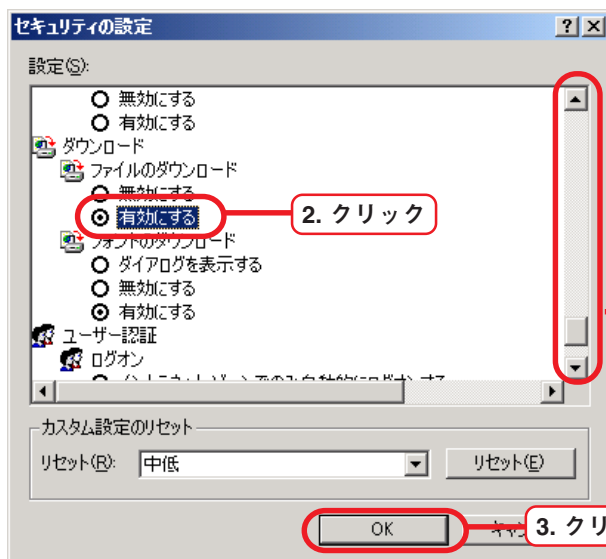 セキュリティの設定
設定(S):
無効にする
有効にする
ダウンロード
ファイルのダウンロード
無効にする
有効にする
2. クリック
フォントのダウンロード
ダイアログを表示する
無効にする
有効にする
ユーザー認証
ログオン
カスタム設定のリセット
リセット(R): 中低 リセット(E)
OK
3. クリ